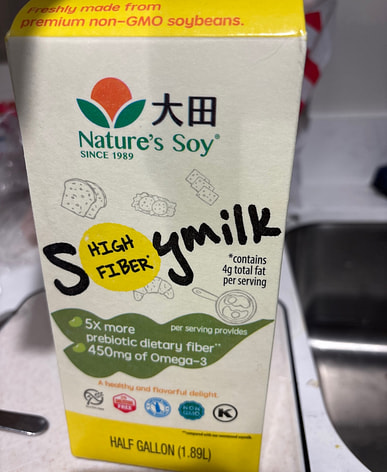 Freshly made from
premium non-GMO soybeans.
大田
Nature's Soy®
SINCE 1989
Soymilk
HIGH
FIBER*
*contains
4g total fat
per serving
5X more
prebiotic dietary fiber**
450mg of Omega-3
per serving provides
A healthy and flavorful delight.
NON
GMO
K
HALF GALLON (1.89L)